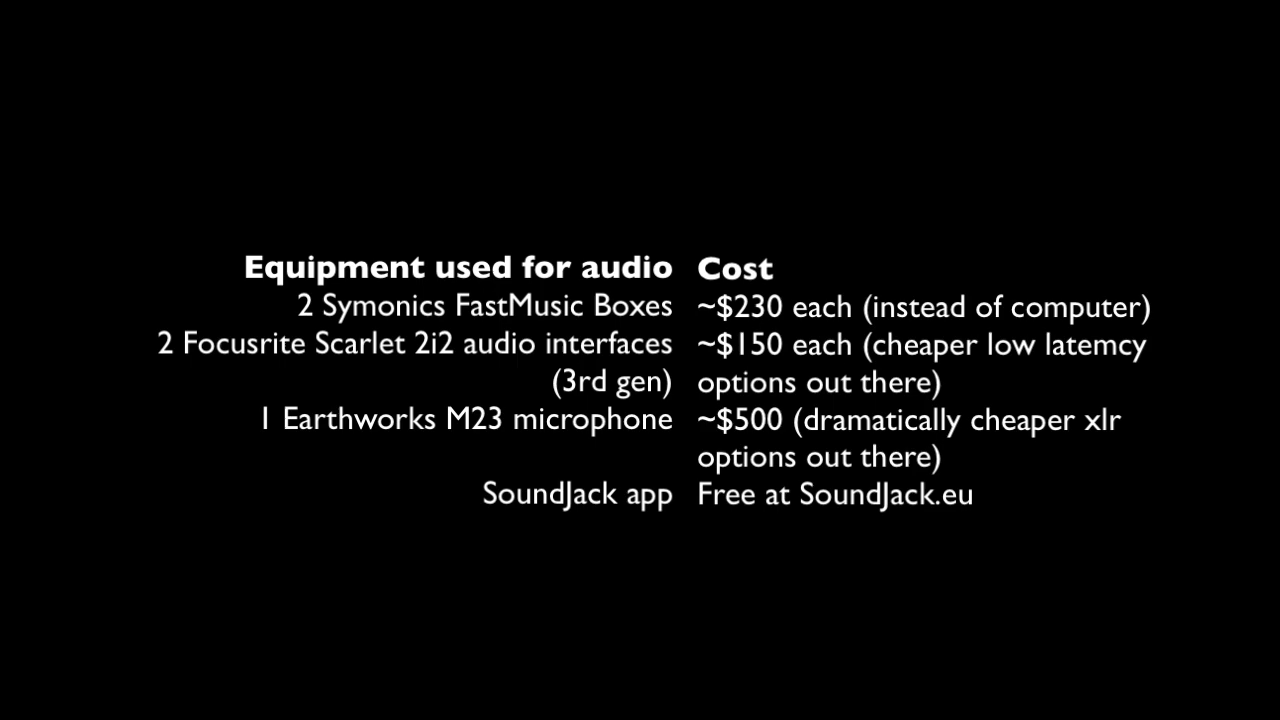 Equipment used for audio Cost
2 Symonics FastMusic Boxes ~$230 each (instead of computer)
2 Focusrite Scarlet 2i2 audio interfaces ~$150 each (cheaper low latemcy
(3rd gen) options out there)
1 Earthworks M23 microphone ~$500 (dramatically cheaper xlr
options out there)
SoundJack app Free at SoundJack.eu